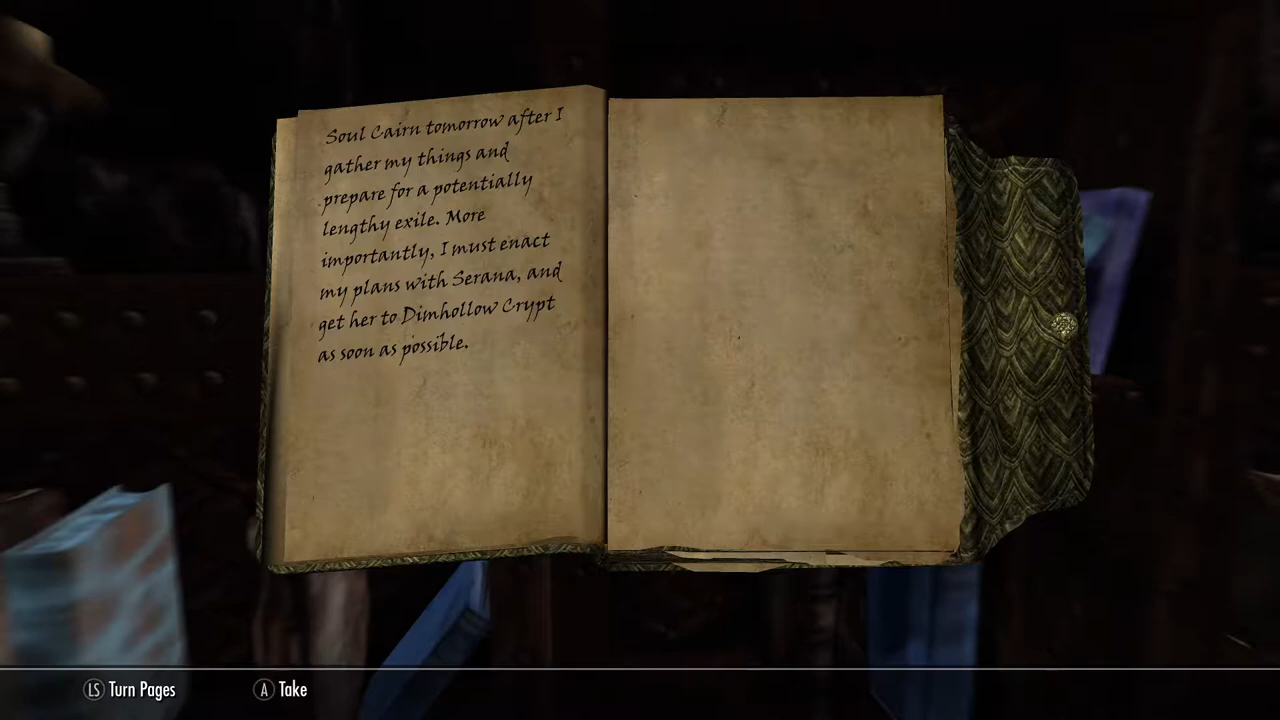 Soul Cairn tomorrow after I
gather my things and
prepare for a potentially
lengthy exile. More
importantly, I must enact
my plans with Serana, and
get her to Dimhollow Crypt
as soon as possible.
LS Turn Pages
A Take